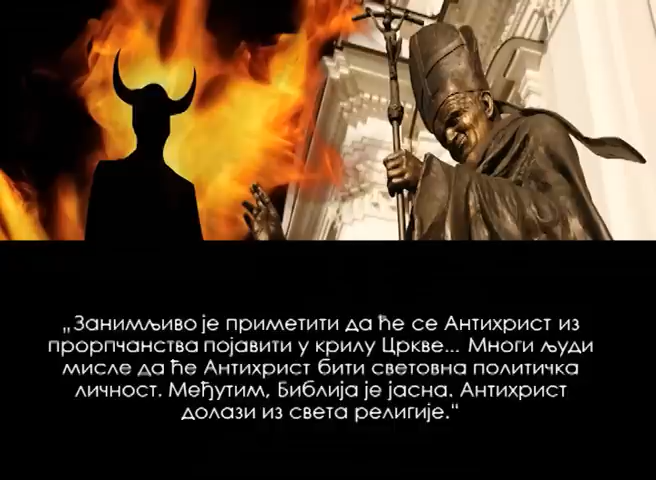 „Занимљиво је приметити да ће се Антихрист из
прорпчанства појавити у крилу Цркве... Многи људи
мисле да ће Антихрист бити световна политичка
личност. Међутим, Библија је јасна. Антихрист
долази из света религије.“